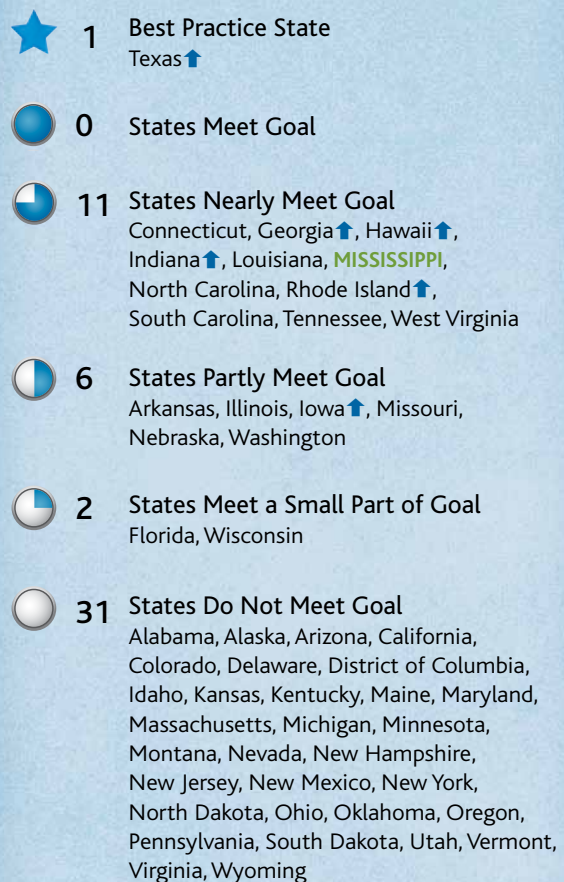 1 Best Practice State
Texas⬆
0 States Meet Goal
11 States Nearly Meet Goal
Connecticut, Georgia⬆, Hawaii⬆,
Indiana⬆, Louisiana, MISSISSIPPI,
North Carolina, Rhode Island⬆,
South Carolina, Tennessee, West Virginia
6 States Partly Meet Goal
Arkansas, Illinois, Iowa⬆, Missouri,
Nebraska, Washington
2 States Meet a Small Part of Goal
Florida, Wisconsin
31 States Do Not Meet Goal
Alabama, Alaska, Arizona, California,
Colorado, Delaware, District of Columbia,
Idaho, Kansas, Kentucky, Maine, Maryland,
Massachusetts, Michigan, Minnesota,
Montana, Nevada, New Hampshire,
New Jersey, New Mexico, New York,
North Dakota, Ohio, Oklahoma, Oregon,
Pennsylvania, South Dakota, Utah, Vermont,
Virginia, Wyoming